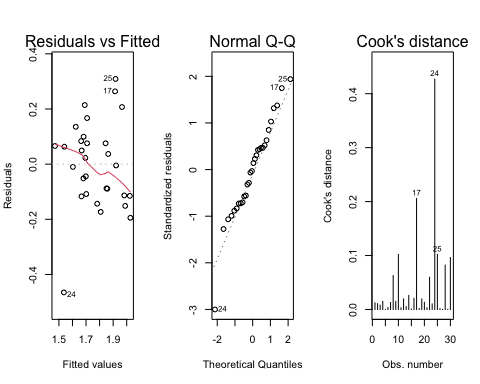 Residuals vs Fitted
Residuals
0.4
0.2
0.0
-0.2
-0.4
25
17
24
1.5 1.7 1.9
Fitted values
Normal Q-Q
Standardized residuals
2
1
0
-1
-2
-3
25
17
24
-2 0 1 2
Theoretical Quantiles
Cook's distance
Cook's distance
0.4
0.3
0.2
0.1
0.0
24
17
25
0 10 20 30
Obs. number